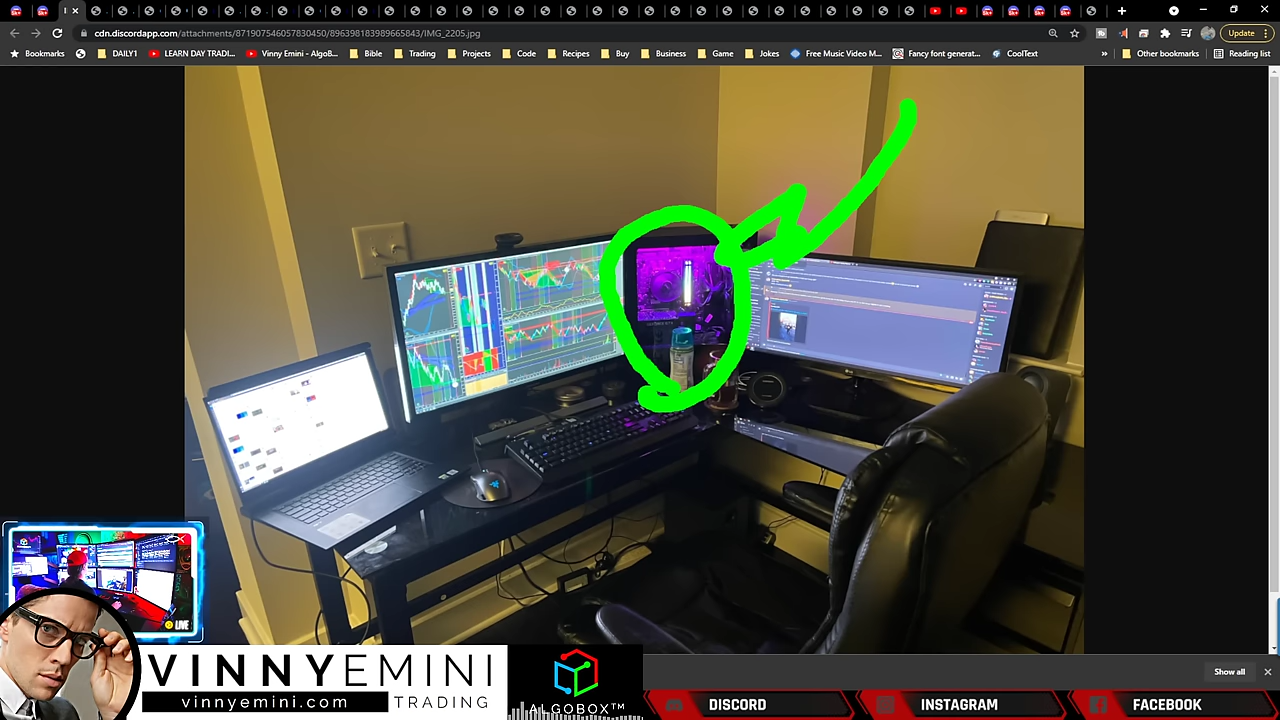 cdn.discordapp.com/attachments/871907546057830450/896398183989665843/IMG_2205.jpg
Update
Bookmarks
DAILY1
LEARN DAY TRADI...
Vinny Emini - AlgoB...
Bible
Trading
Projects
Code
Recipes
Buy
Business
Game
Jokes
Free Music Video M...
Fancy font generat...
CoolText
»
Other bookmarks
Reading list
LIVE
VINNYEMINI
vinnyemini.com
TRADING
ALGOBOX™
Show all
DISCORD
INSTAGRAM
FACEBOOK